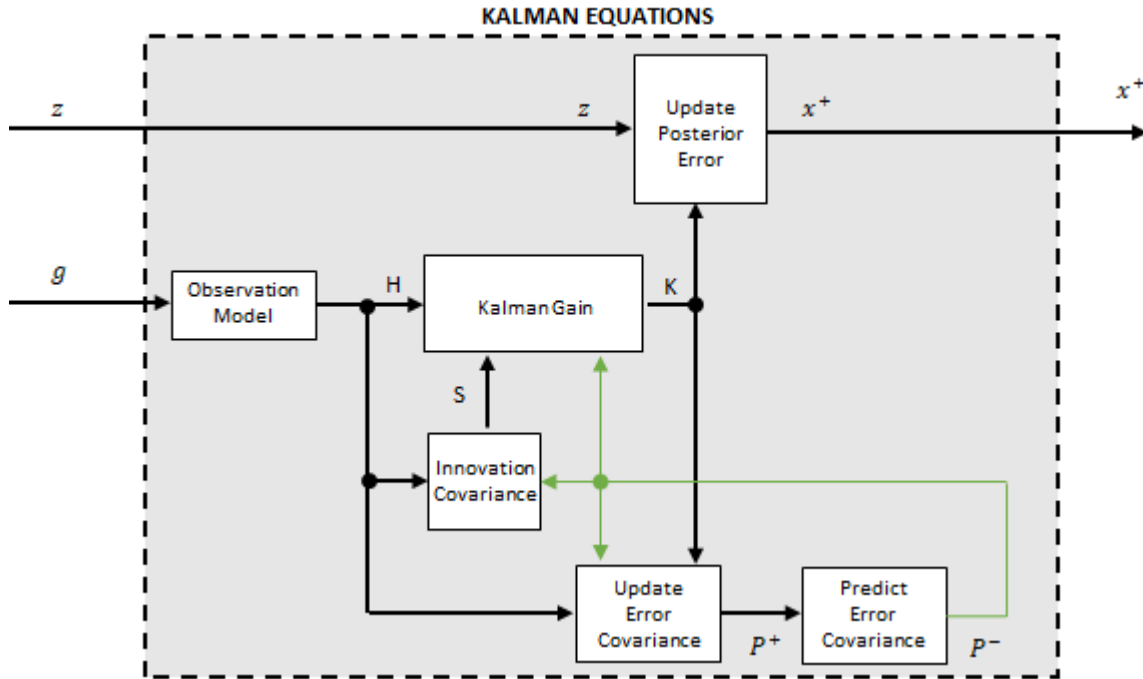 KALMAN EQUATIONS
z
z
Update
Posterior
Error
x⁺
x⁺
g
Observation
Model
H
Kalman Gain
K
S
Innovation
Covariance
Update
Error
Covariance
P⁺
Predict
Error
Covariance
P⁻